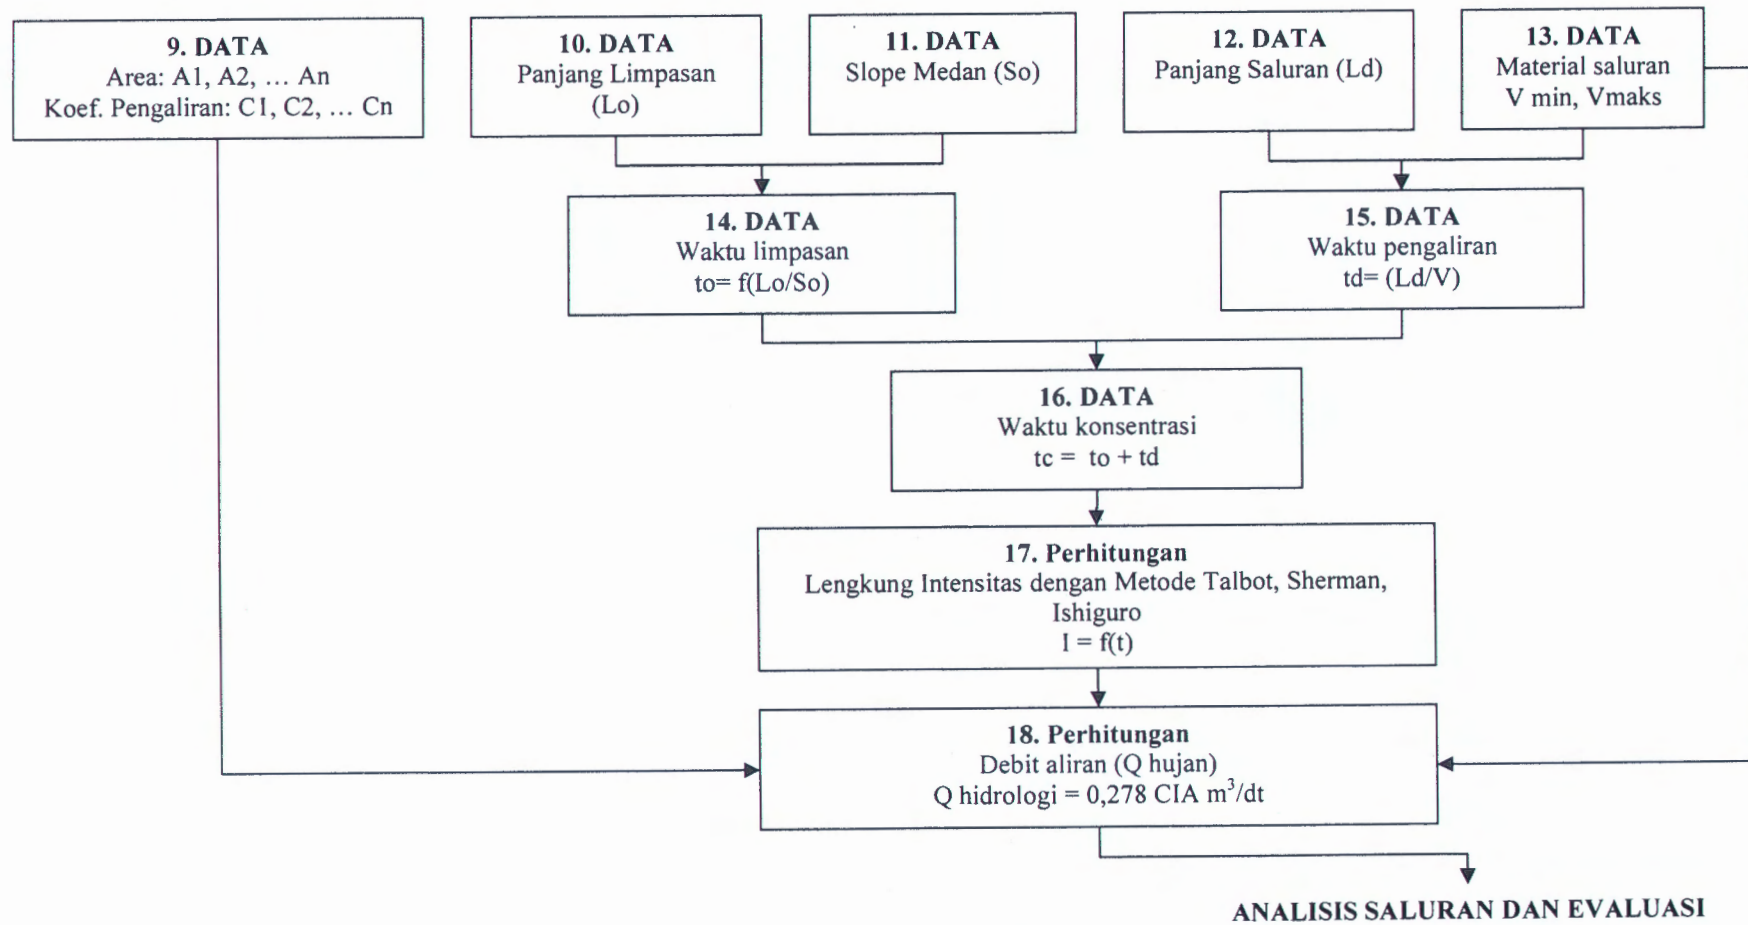 9. DATA
Area: A1, A2, ... An
Koef. Pengaliran: C1, C2, ... Cn
10. DATA
Panjang Limpasan
(Lo)
11. DATA
Slope Medan (So)
12. DATA
Panjang Saluran (Ld)
13. DATA
Material saluran
V min, Vmaks
14. DATA
Waktu limpasan
to= f(Lo/So)
15. DATA
Waktu pengaliran
td= (Ld/V)
16. DATA
Waktu konsentrasi
tc = to + td
17. Perhitungan
Lengkung Intensitas dengan Metode Talbot, Sherman,
Ishiguro
I = f(t)
18. Perhitungan
Debit aliran (Q hujan)
Q hidrologi = 0,278 CIA m³/dt
ANALISIS SALURAN DAN EVALUASI